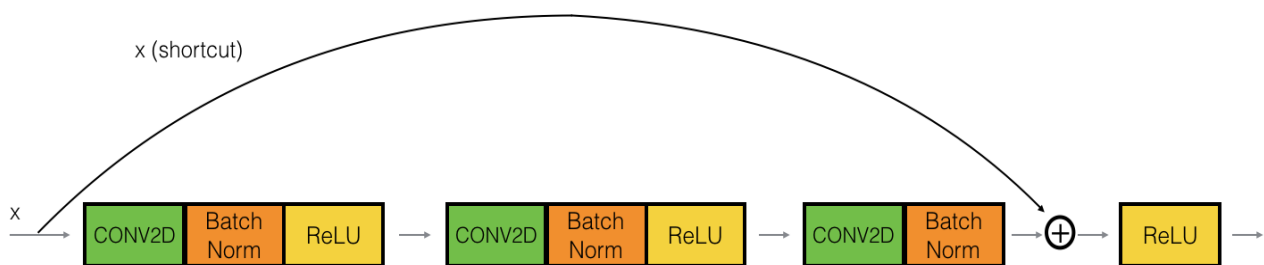 x (shortcut)
x
CONV2D
Batch
Norm
ReLU
CONV2D
Batch
Norm
ReLU
CONV2D
Batch
Norm
+
ReLU